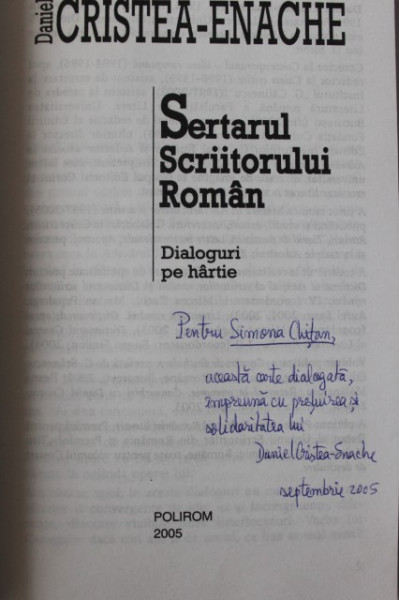 Daniel
CRISTEA-ENACHE
Sertarul
Scriitorului
Român
Dialoguri
pe hârtie
Pentru Simona Chițan,
această carte dialogată,
împreună cu prețuirea și
solidaritatea lui
Daniel Cristea-Enache
septembrie 2005
POLIROM
2005